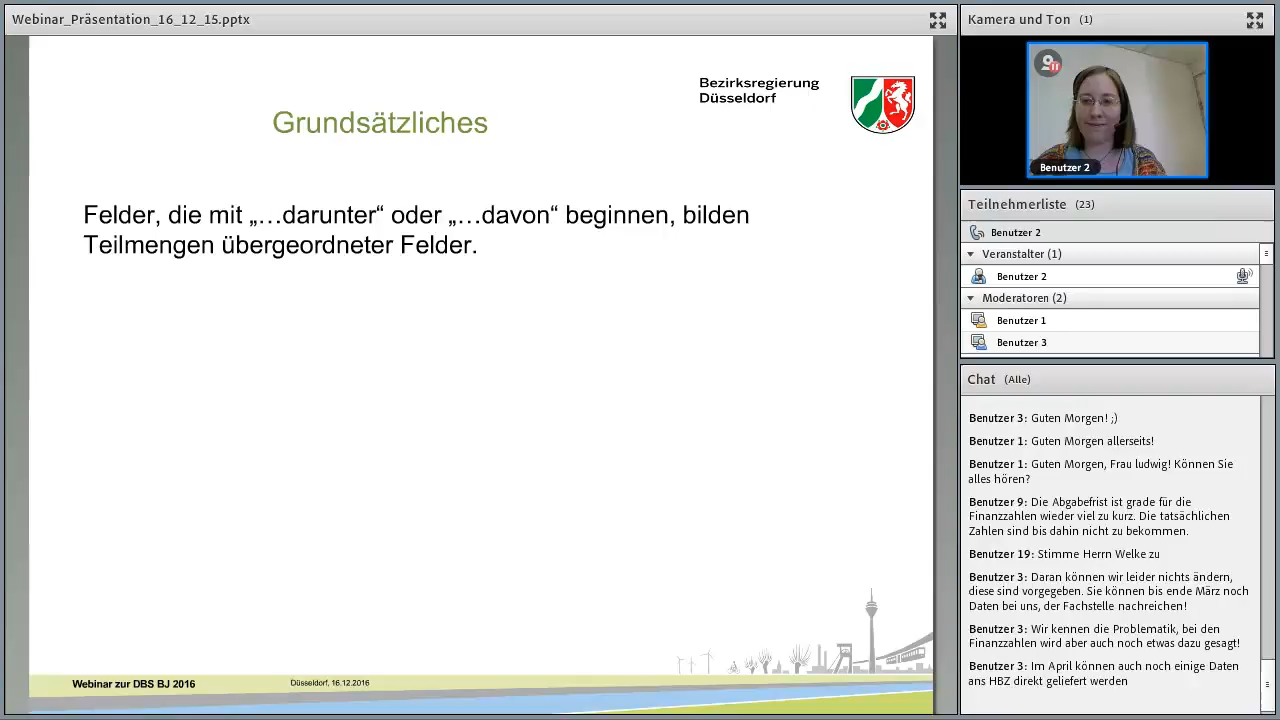 Webinar_Präsentation_16_12_15.pptx
Bezirksregierung
Düsseldorf
Grundsätzliches
Felder, die mit „…darunter“ oder „…davon“ beginnen, bilden
Teilmengen übergeordneter Felder.
Webinar zur DBS BJ 2016
Düsseldorf, 16.12.2016
Kamera und Ton (1)
Benutzer 2
Teilnehmerliste (23)
Benutzer 2
Veranstalter (1)
Benutzer 2
Moderatoren (2)
Benutzer 1
Benutzer 3
Chat (Alle)
Benutzer 3: Guten Morgen! ;)
Benutzer 1: Guten Morgen allerseits!
Benutzer 1: Guten Morgen, Frau ludwig! Können Sie
alles hören?
Benutzer 9: Die Abgabefrist ist grade für die
Finanzzahlen wieder viel zu kurz. Die tatsächlichen
Zahlen sind bis dahin nicht zu bekommen.
Benutzer 19: Stimme Herrn Welke zu
Benutzer 3: Daran können wir leider nichts ändern,
diese sind vorgegeben. Sie können bis ende März noch
Daten bei uns, der Fachstelle nachreichen!
Benutzer 3: Wir kennen die Problematik, bei den
Finanzzahlen wird aber auch noch etwas dazu gesagt!
Benutzer 3: Im April können auch noch einige Daten
ans HBZ direkt geliefert werden